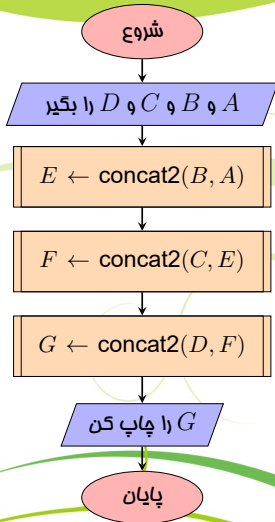 شروع
A و B و C و D را بگیر
E ← concat2(B, A)
F ← concat2(C, E)
G ← concat2(D, F)
G را چاپ کن
پایان